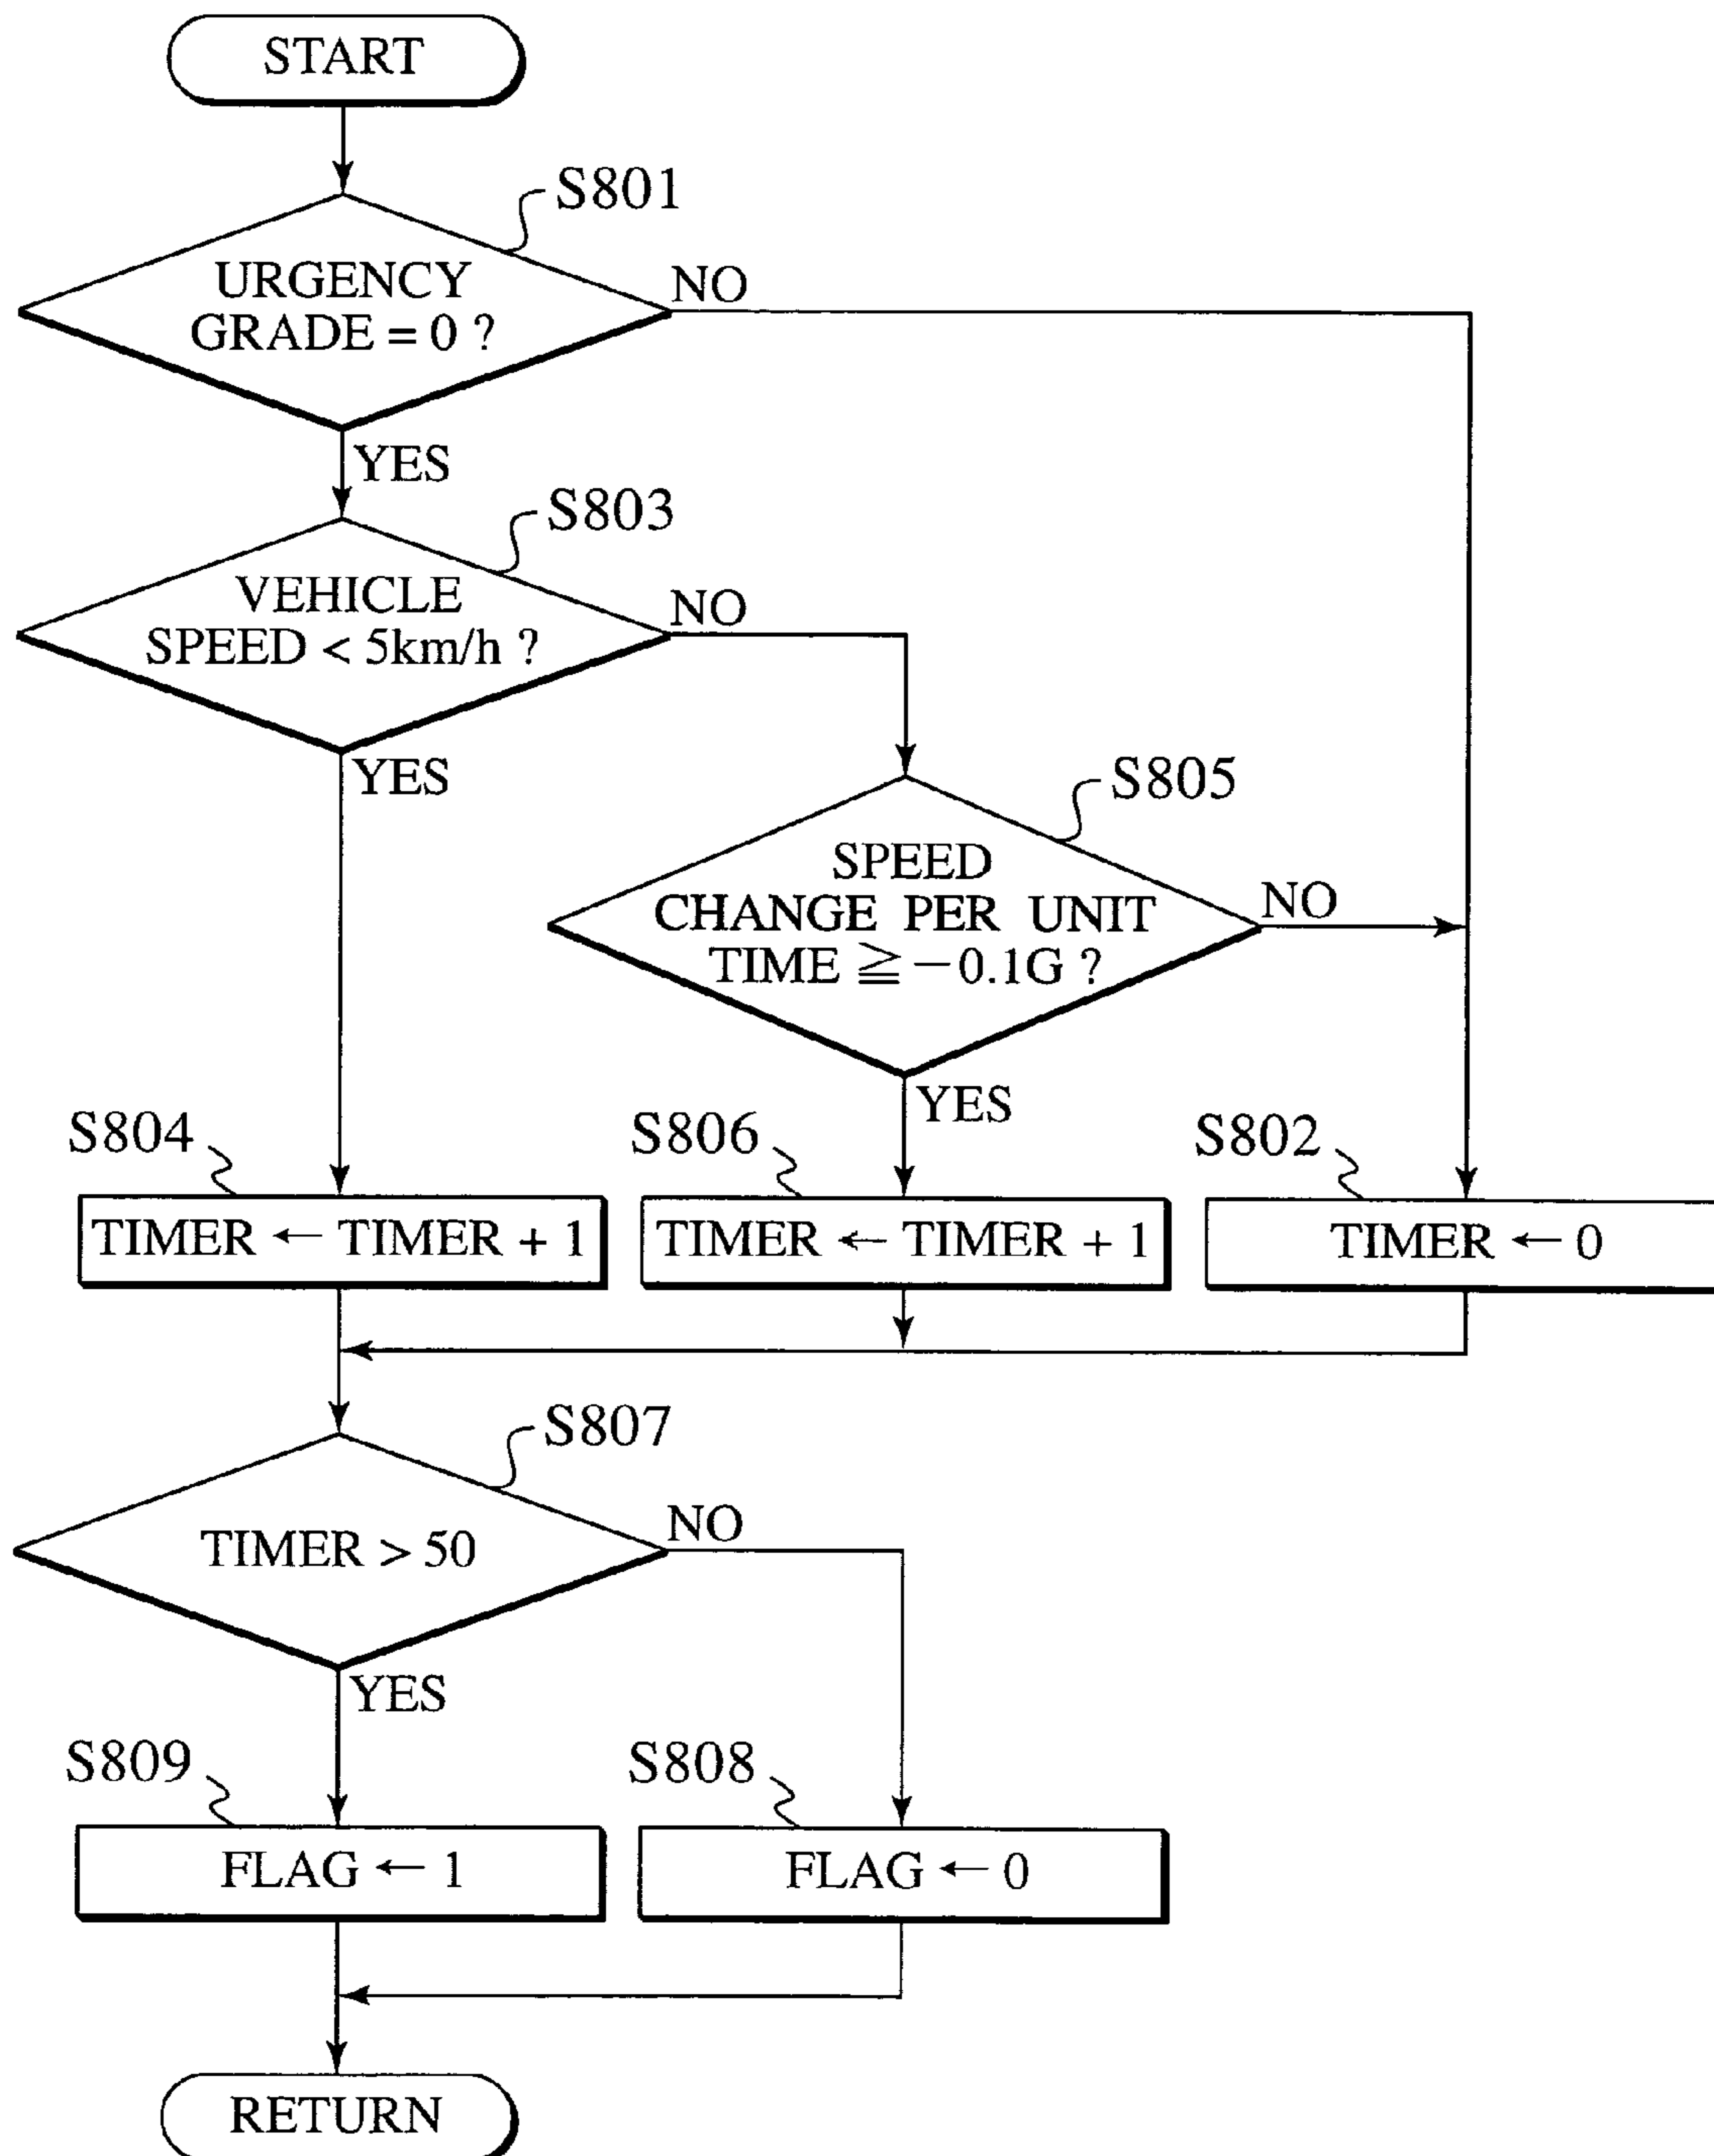 START
S801
URGENCY
GRADE = 0 ?
NO
YES
S803
VEHICLE
SPEED < 5km/h ?
NO
YES
S805
SPEED
CHANGE PER UNIT
TIME ≧ −0.1G ?
NO
YES
S804
TIMER ← TIMER + 1
S806
TIMER ← TIMER + 1
S802
TIMER ← 0
S807
TIMER > 50
NO
YES
S809
FLAG ← 1
S808
FLAG ← 0
RETURN